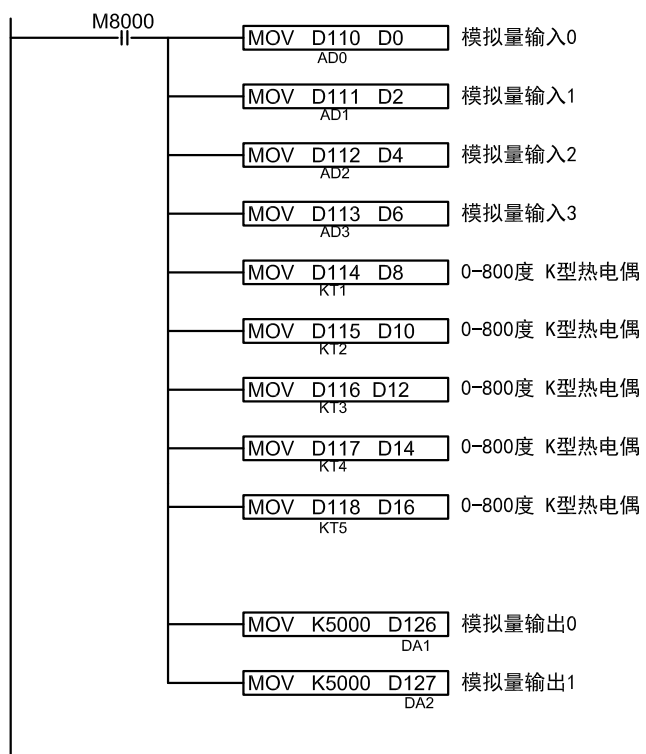 M8000
MOV D110 D0 模拟量输入0
AD0
MOV D111 D2 模拟量输入1
AD1
MOV D112 D4 模拟量输入2
AD2
MOV D113 D6 模拟量输入3
AD3
MOV D114 D8 0-800度 K型热电偶
KT1
MOV D115 D10 0-800度 K型热电偶
KT2
MOV D116 D12 0-800度 K型热电偶
KT3
MOV D117 D14 0-800度 K型热电偶
KT4
MOV D118 D16 0-800度 K型热电偶
KT5
MOV K5000 D126 模拟量输出0
DA1
MOV K5000 D127 模拟量输出1
DA2